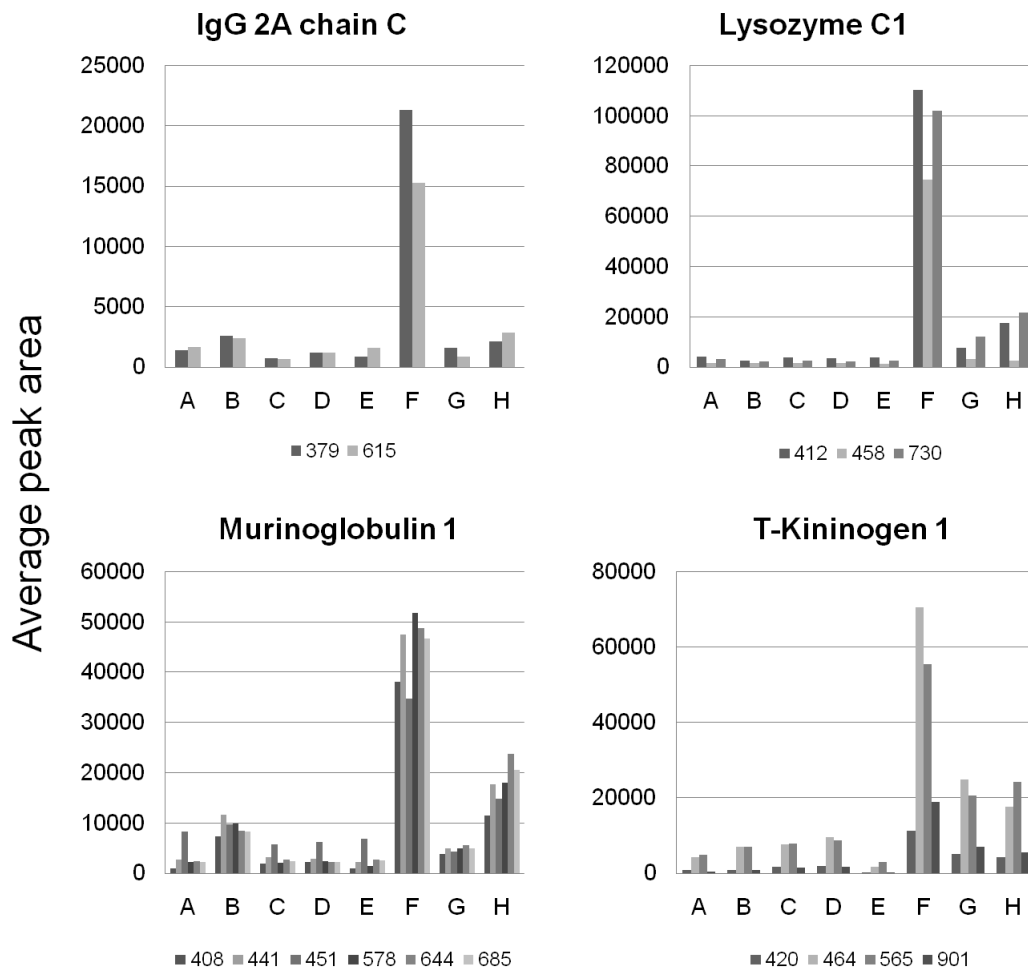 Average peak area
IgG 2A chain C
25000
20000
15000
10000
5000
0
A B C D E F G H
379 615
Lysozyme C1
120000
100000
80000
60000
40000
20000
0
A B C D E F G H
412 458 730
Murinoglobulin 1
60000
50000
40000
30000
20000
10000
0
A B C D E F G H
408 441 451 578 644 685
T-Kininogen 1
80000
60000
40000
20000
0
A B C D E F G H
420 464 565 901